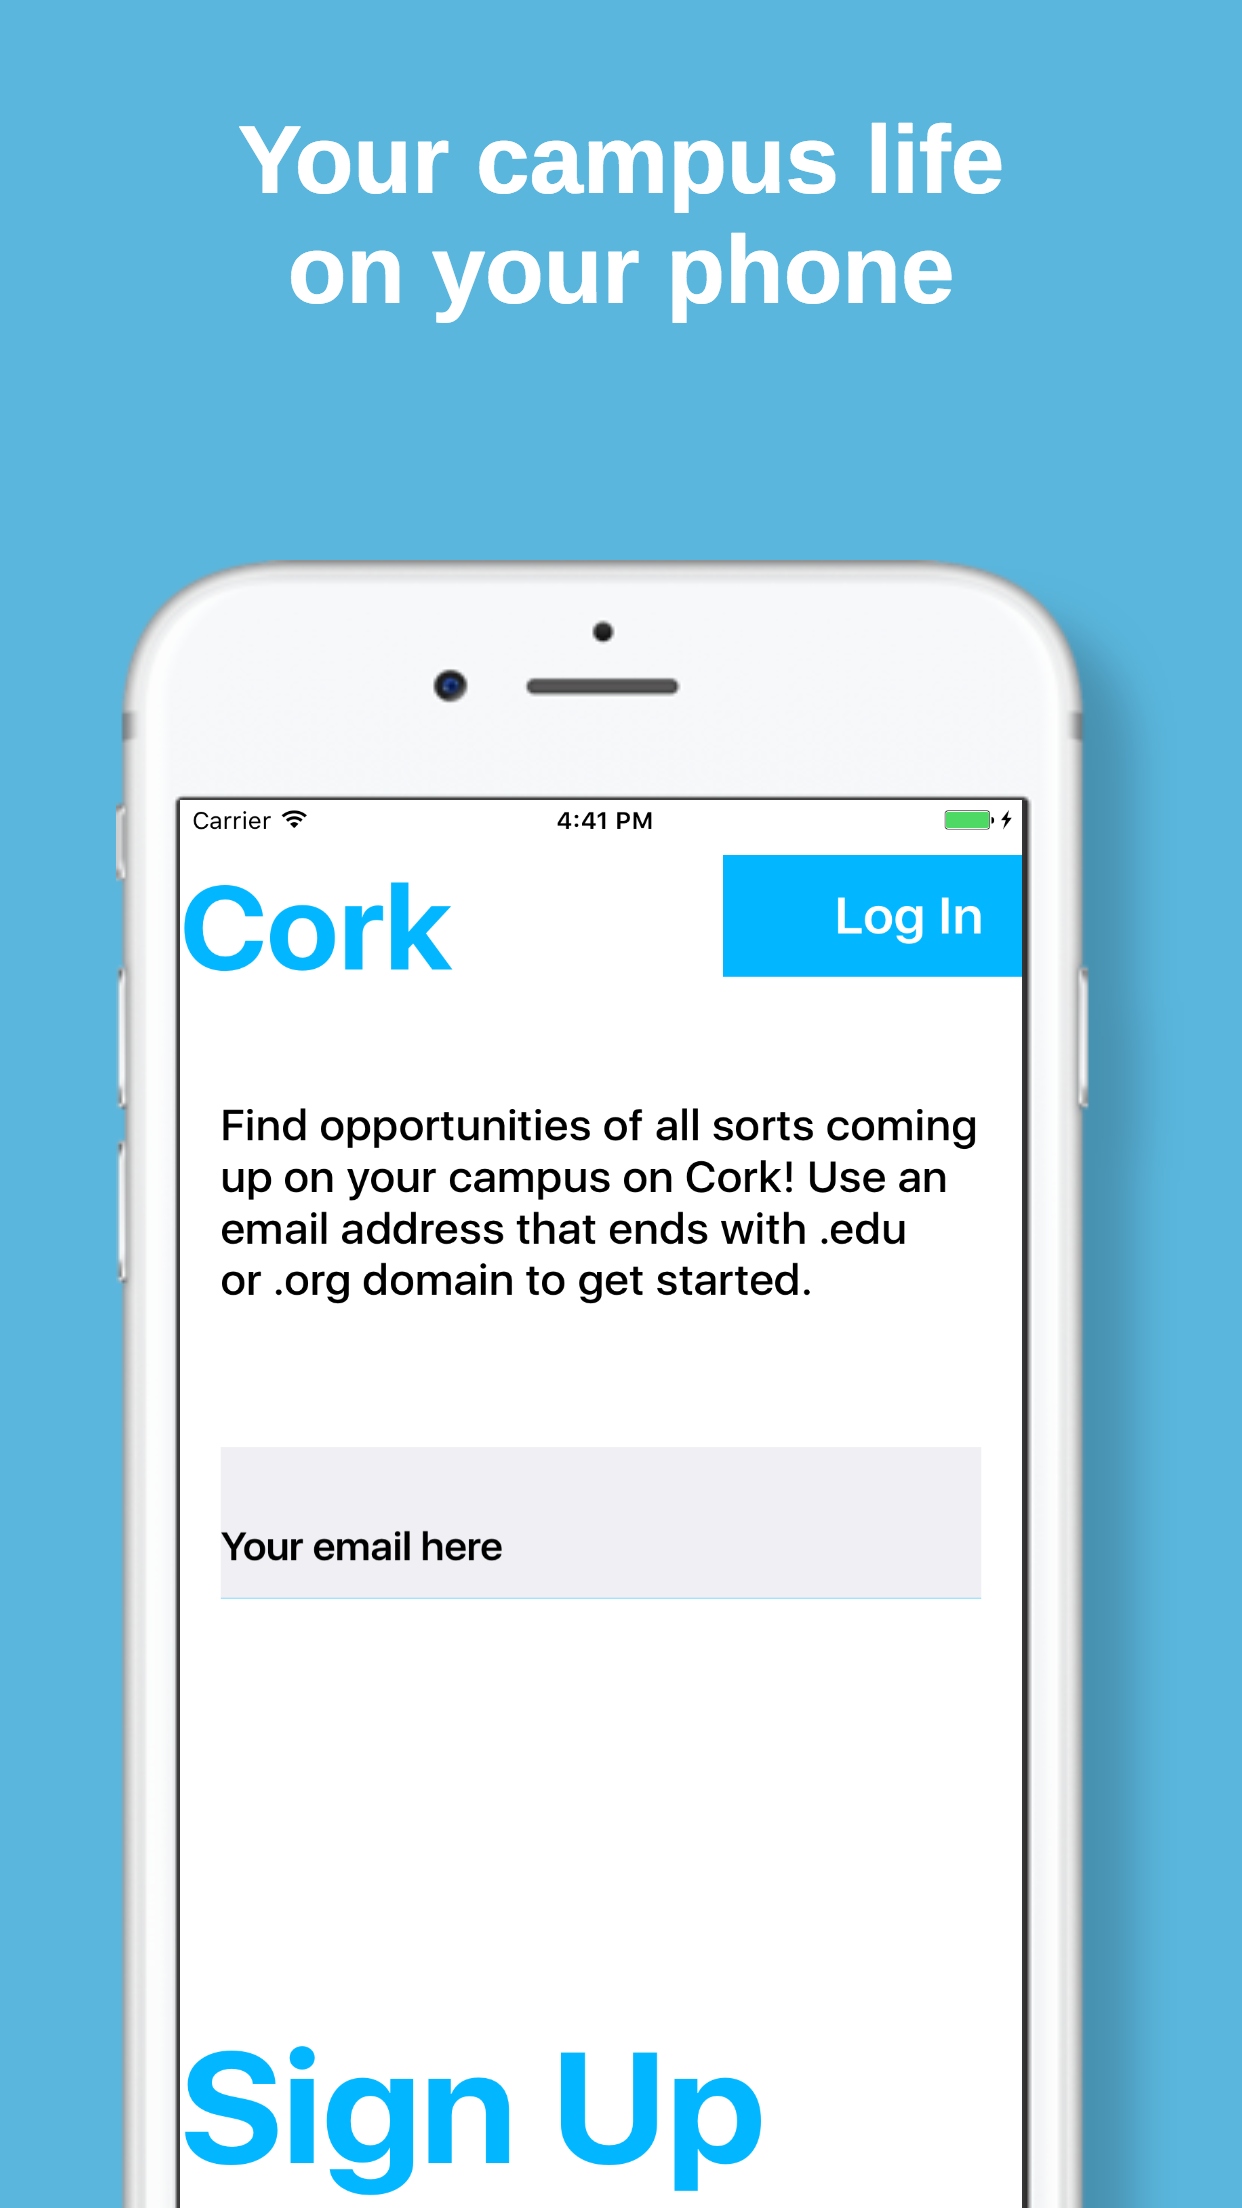 Your campus life
on your phone
Carrier
4:41 PM
Cork
Log In
Find opportunities of all sorts coming
up on your campus on Cork! Use an
email address that ends with .edu
or .org domain to get started.
Your email here
Sign Up